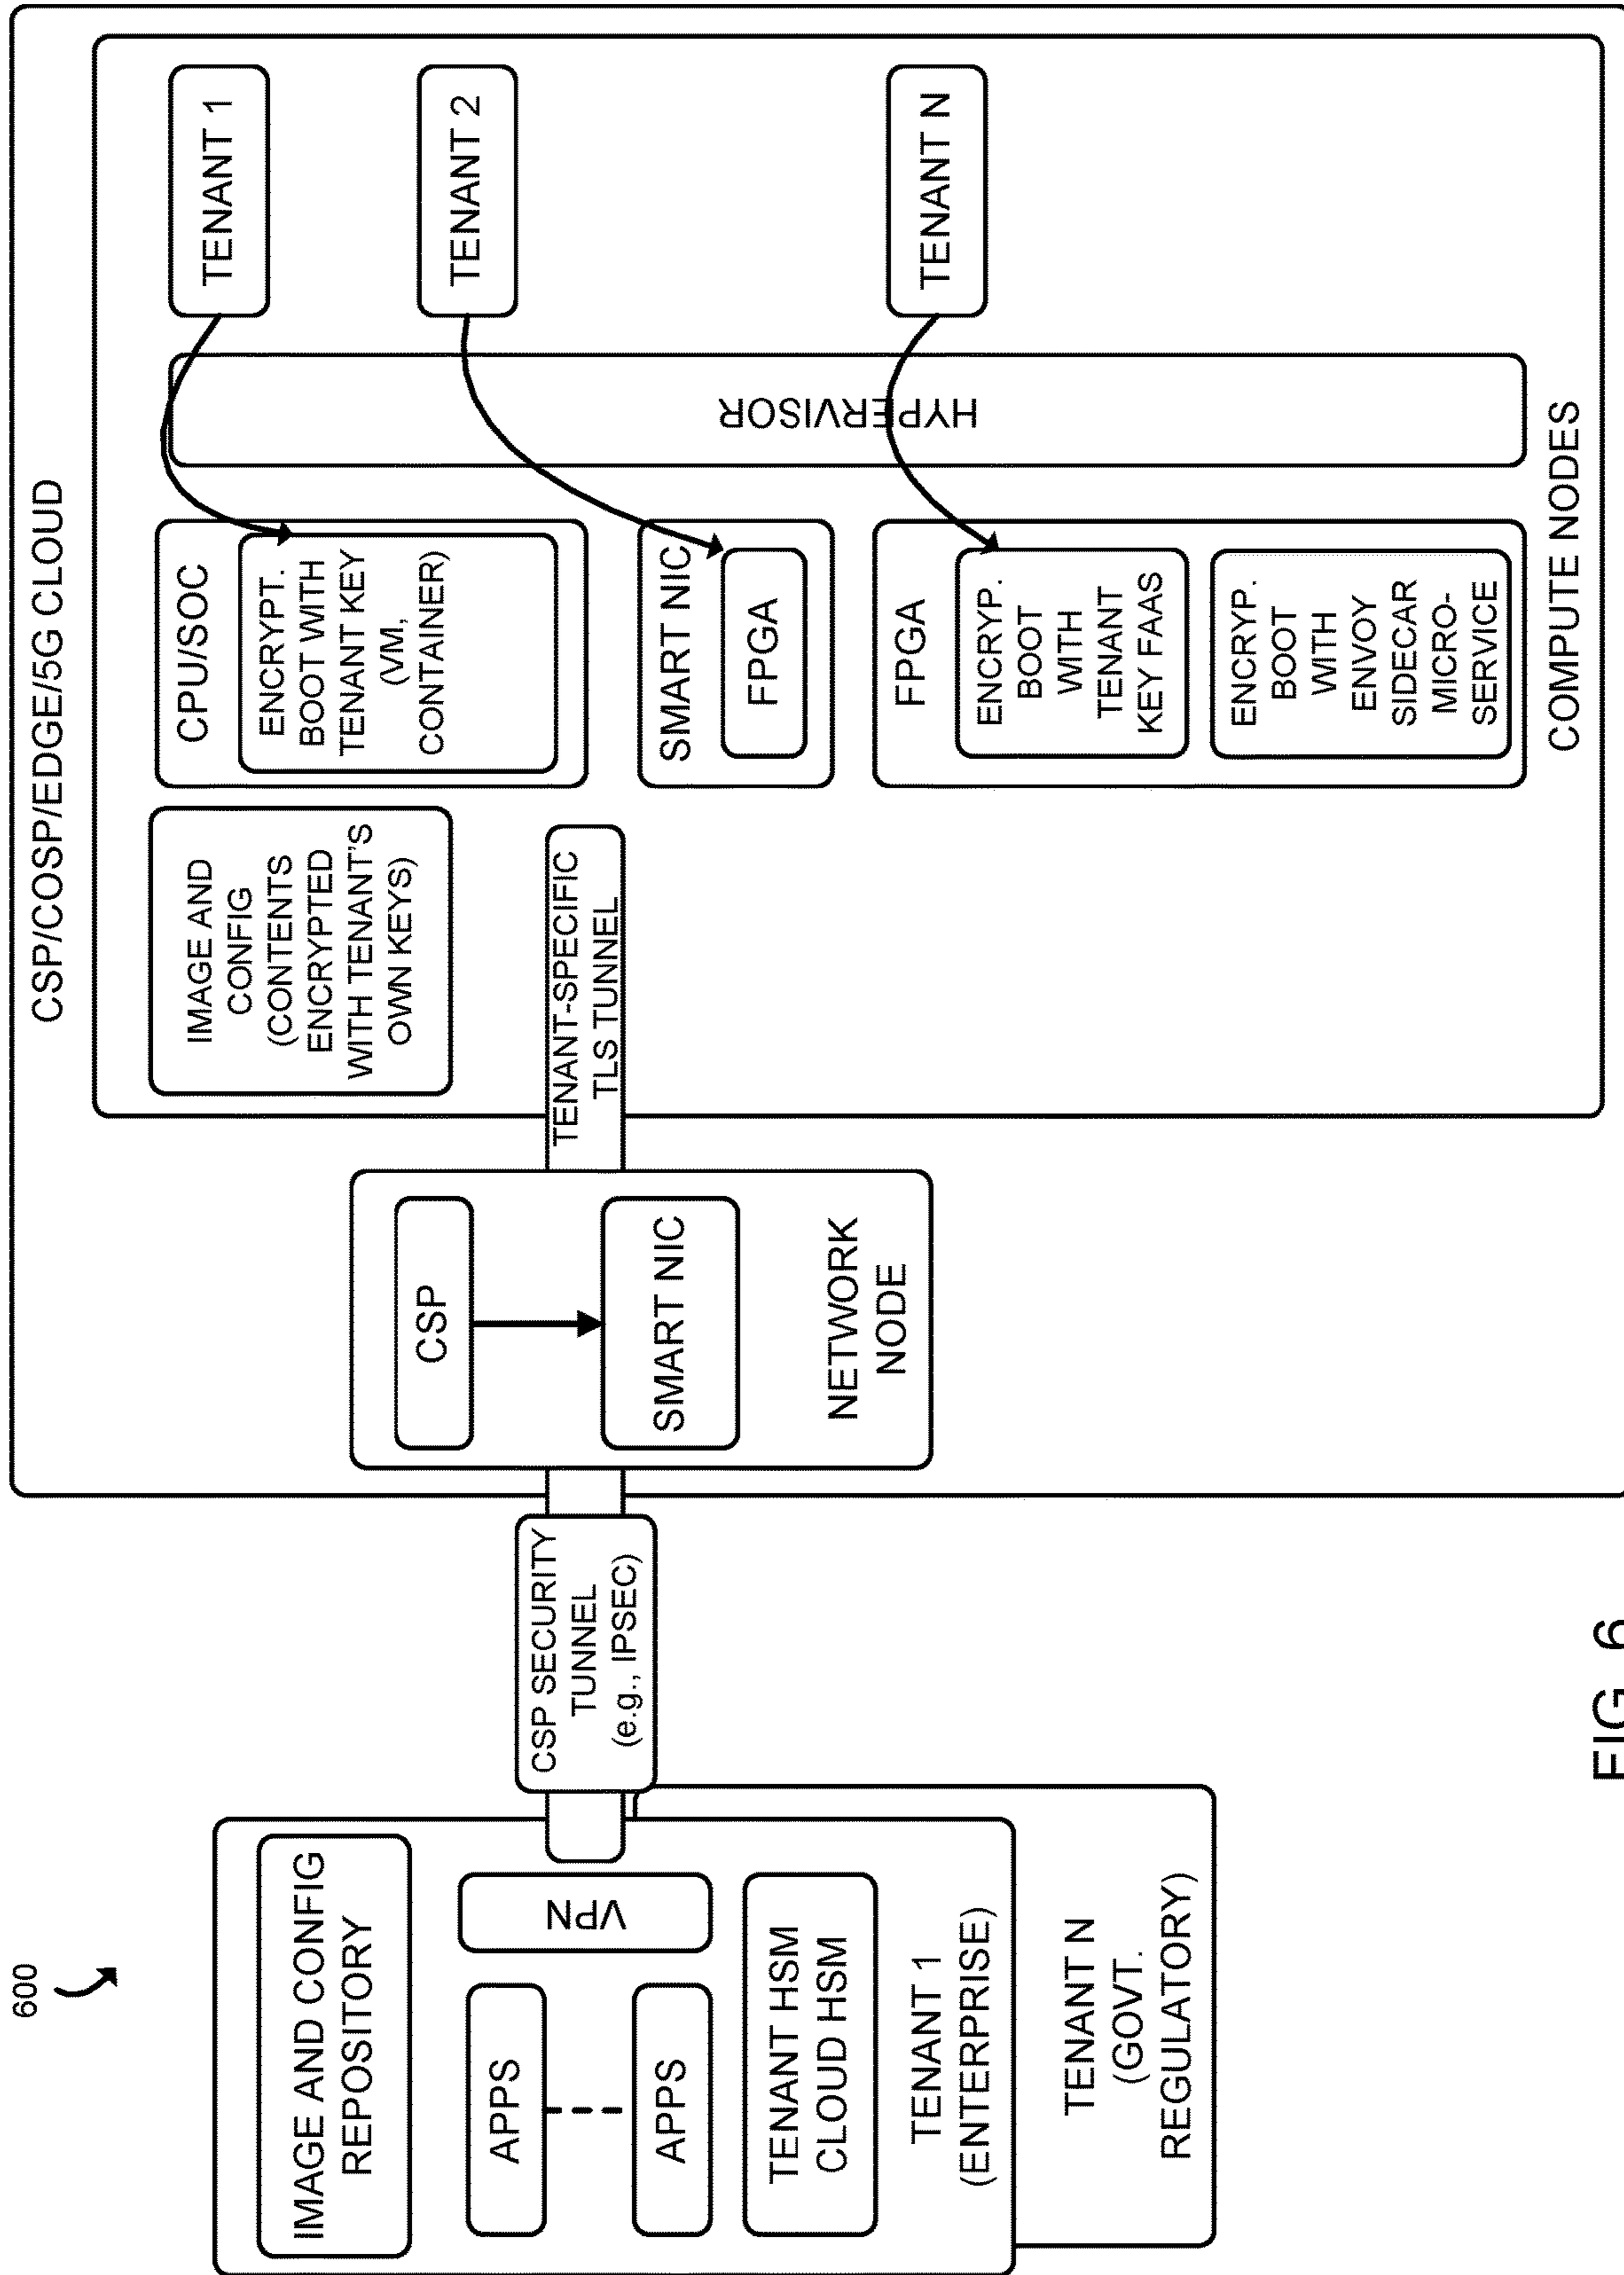 600
IMAGE AND CONFIG
REPOSITORY
APPS
APPS
VPN
TENANT HSM
CLOUD HSM
TENANT 1
(ENTERPRISE)
TENANT N
(GOVT.
REGULATORY)
CSP SECURITY
TUNNEL
(e.g., IPSEC)
CSP/COSP/EDGE/5G CLOUD
CSP
SMART NIC
NETWORK
NODE
TENANT-SPECIFIC
TLS TUNNEL
IMAGE AND
CONFIG
(CONTENTS
ENCRYPTED
WITH TENANT'S
OWN KEYS)
CPU/SOC
ENCRYPT.
BOOT WITH
TENANT KEY
(VM,
CONTAINER)
SMART NIC
FPGA
FPGA
ENCRYP.
BOOT
WITH
TENANT
KEY FAAS
ENCRYP.
BOOT
WITH
ENVOY
SIDECAR
MICRO-
SERVICE
HYPERVISOR
TENANT 1
TENANT 2
TENANT N
COMPUTE NODES
FIG. 6